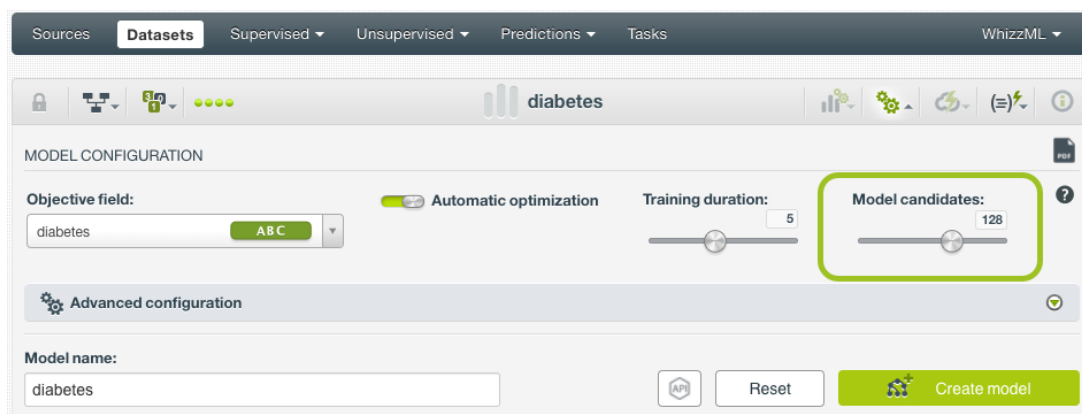 Sources Datasets Supervised Unsupervised Predictions Tasks WhizzML
diabetes
MODEL CONFIGURATION
PDF
Objective field: Automatic optimization Training duration: Model candidates:
diabetes ABC 5 128
Advanced configuration
Model name:
diabetes API Reset Create model